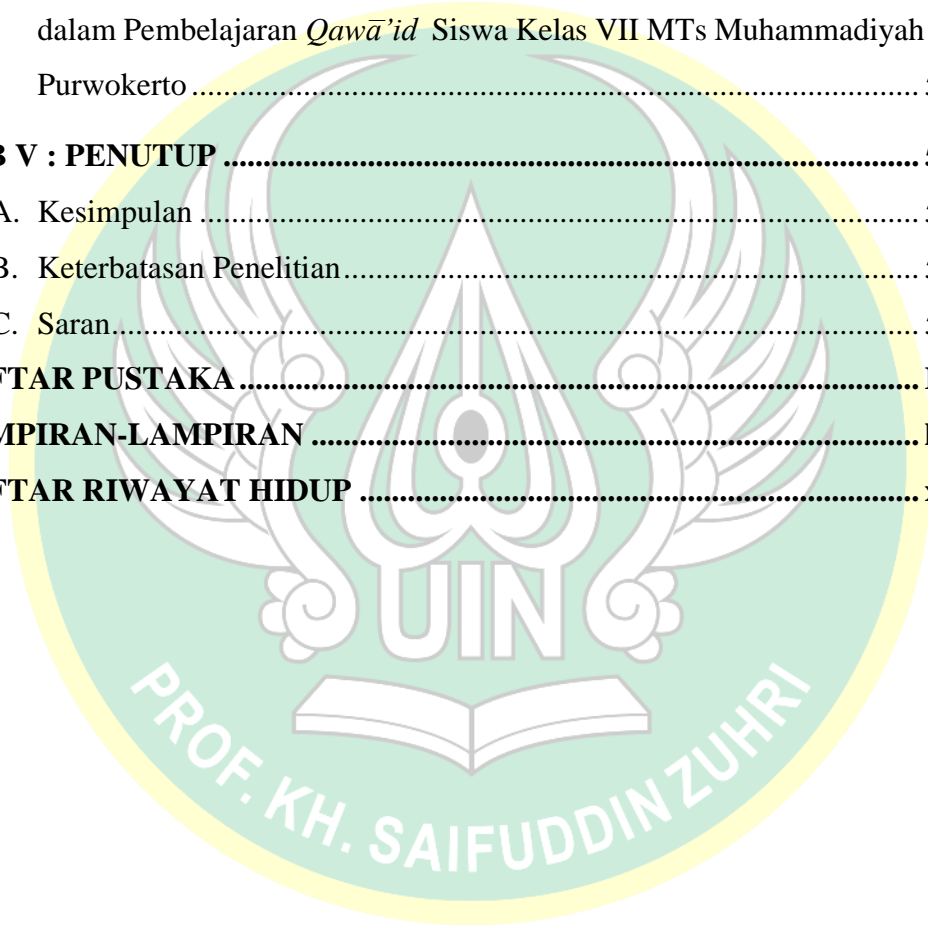 dalam Pembelajaran Qawā'id Siswa Kelas VII MTs Muhammadiyah
Purwokerto ........................................................................................................
V : PENUTUP ........................................................................................................
Kesimpulan ........................................................................................................
Keterbatasan Penelitian ........................................................................................................
Saran ........................................................................................................
FTAR PUSTAKA ........................................................................................................
MPIRAN-LAMPIRAN ........................................................................................................
FTAR RIWAYAT HIDUP ........................................................................................................
UIN
PROF. KH. SAIFUDDIN ZUHRI